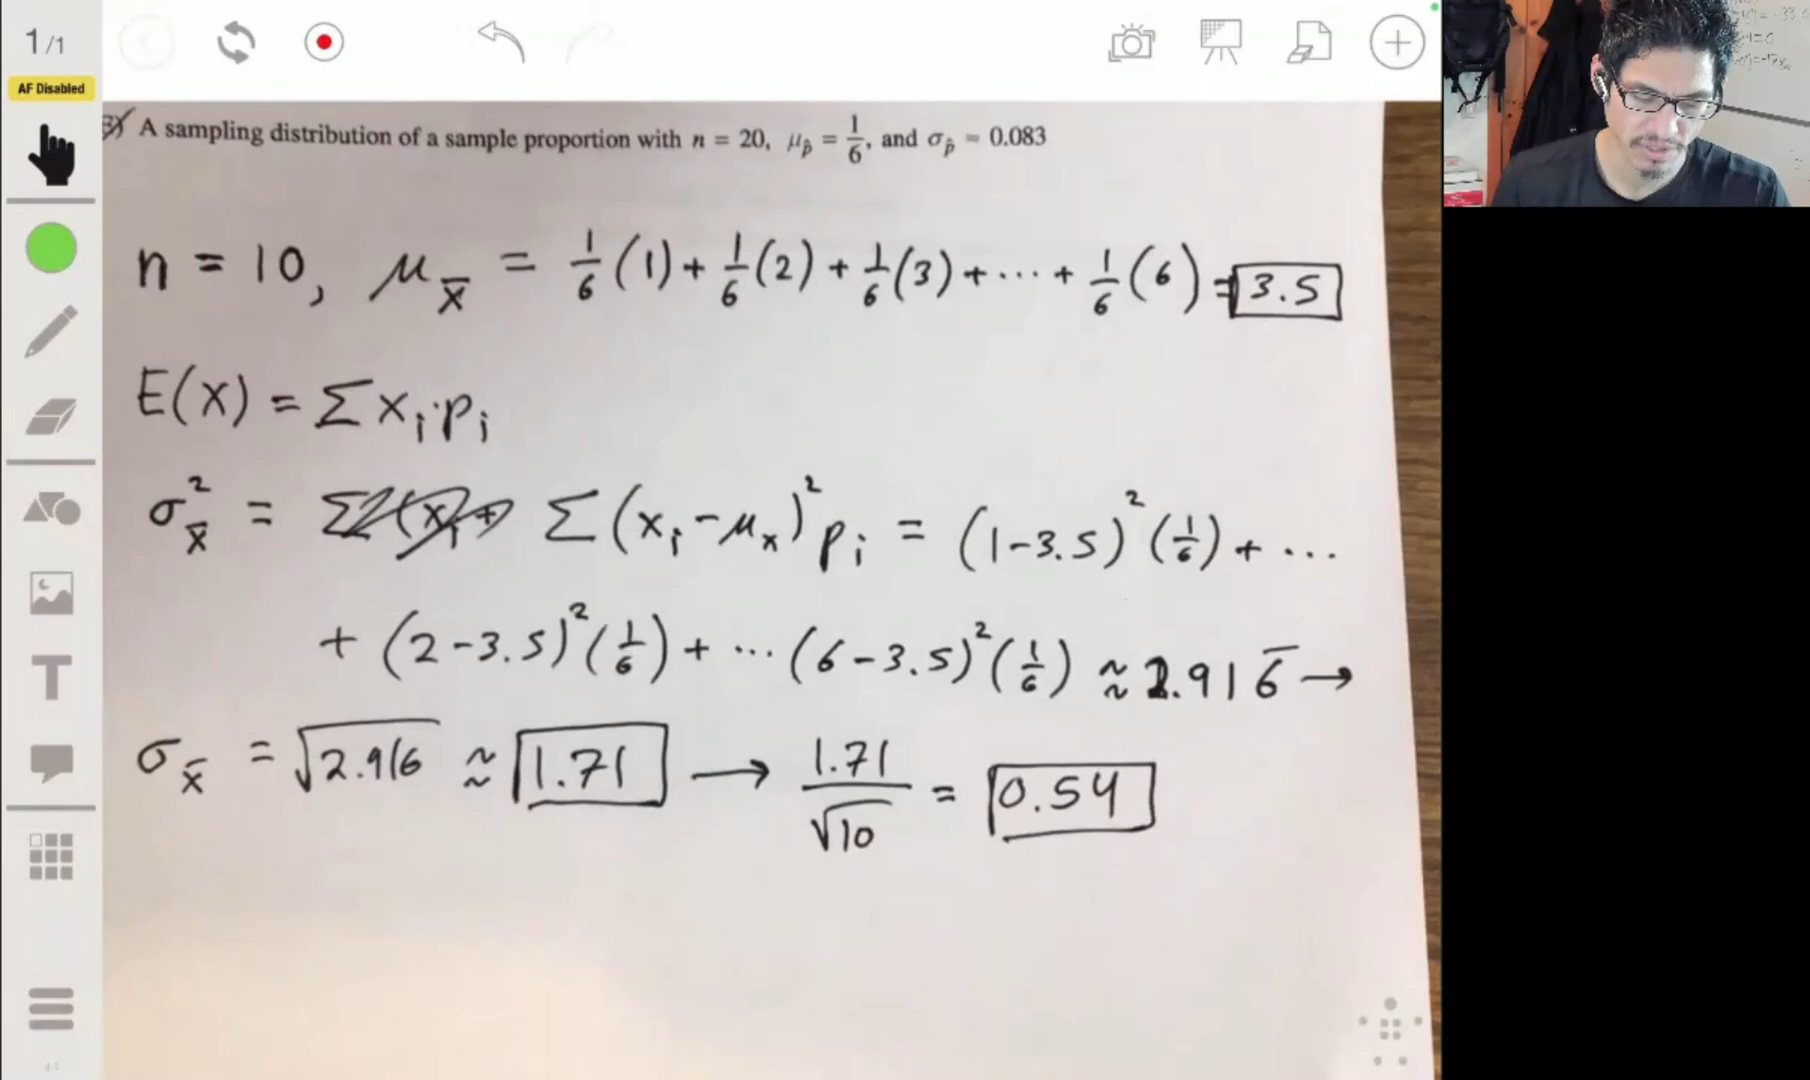 1/1
AF Disabled
3) A sampling distribution of a sample proportion with n = 20, μp̂ = 1/6, and σp̂ ≈ 0.083
n = 10, μx̄ = 1/6 (1) + 1/6 (2) + 1/6 (3) + ... + 1/6 (6) = 3.5
E(X) = Σ xi · pi
σ²x̄ = Σ (xi - μx)² pi = (1-3.5)² (1/6) + ...
+ (2-3.5)² (1/6) + ... (6-3.5)² (1/6) ≈ 2.916̅ →
σx̄ = √2.916 ≈ 1.71 → 1.71/√10 = 0.54
T